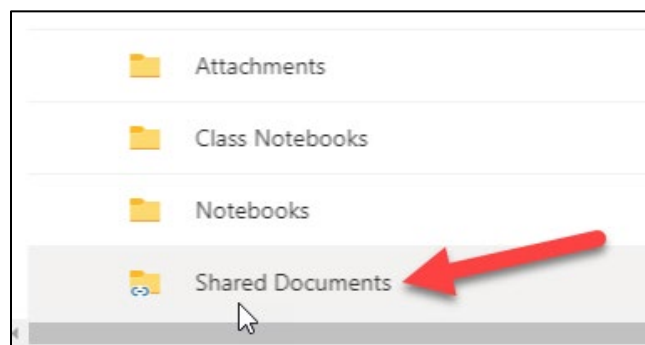 Attachments
Class Notebooks
Notebooks
Shared Documents